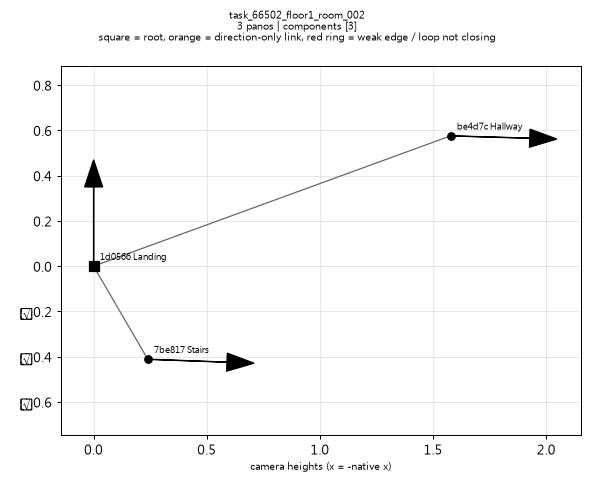 task_66502_floor1_room_002
3 panos | components [3]
square = root, orange = direction-only link, red ring = weak edge / loop not closing
0.8
be4d7c Hallway
0.6
0.4
0.2
1d0566 Landing
0.0
0.2
7be817 Stairs
0.4
0.6
0.0 0.5 1.0 1.5 2.0
camera heights (x = -native x)